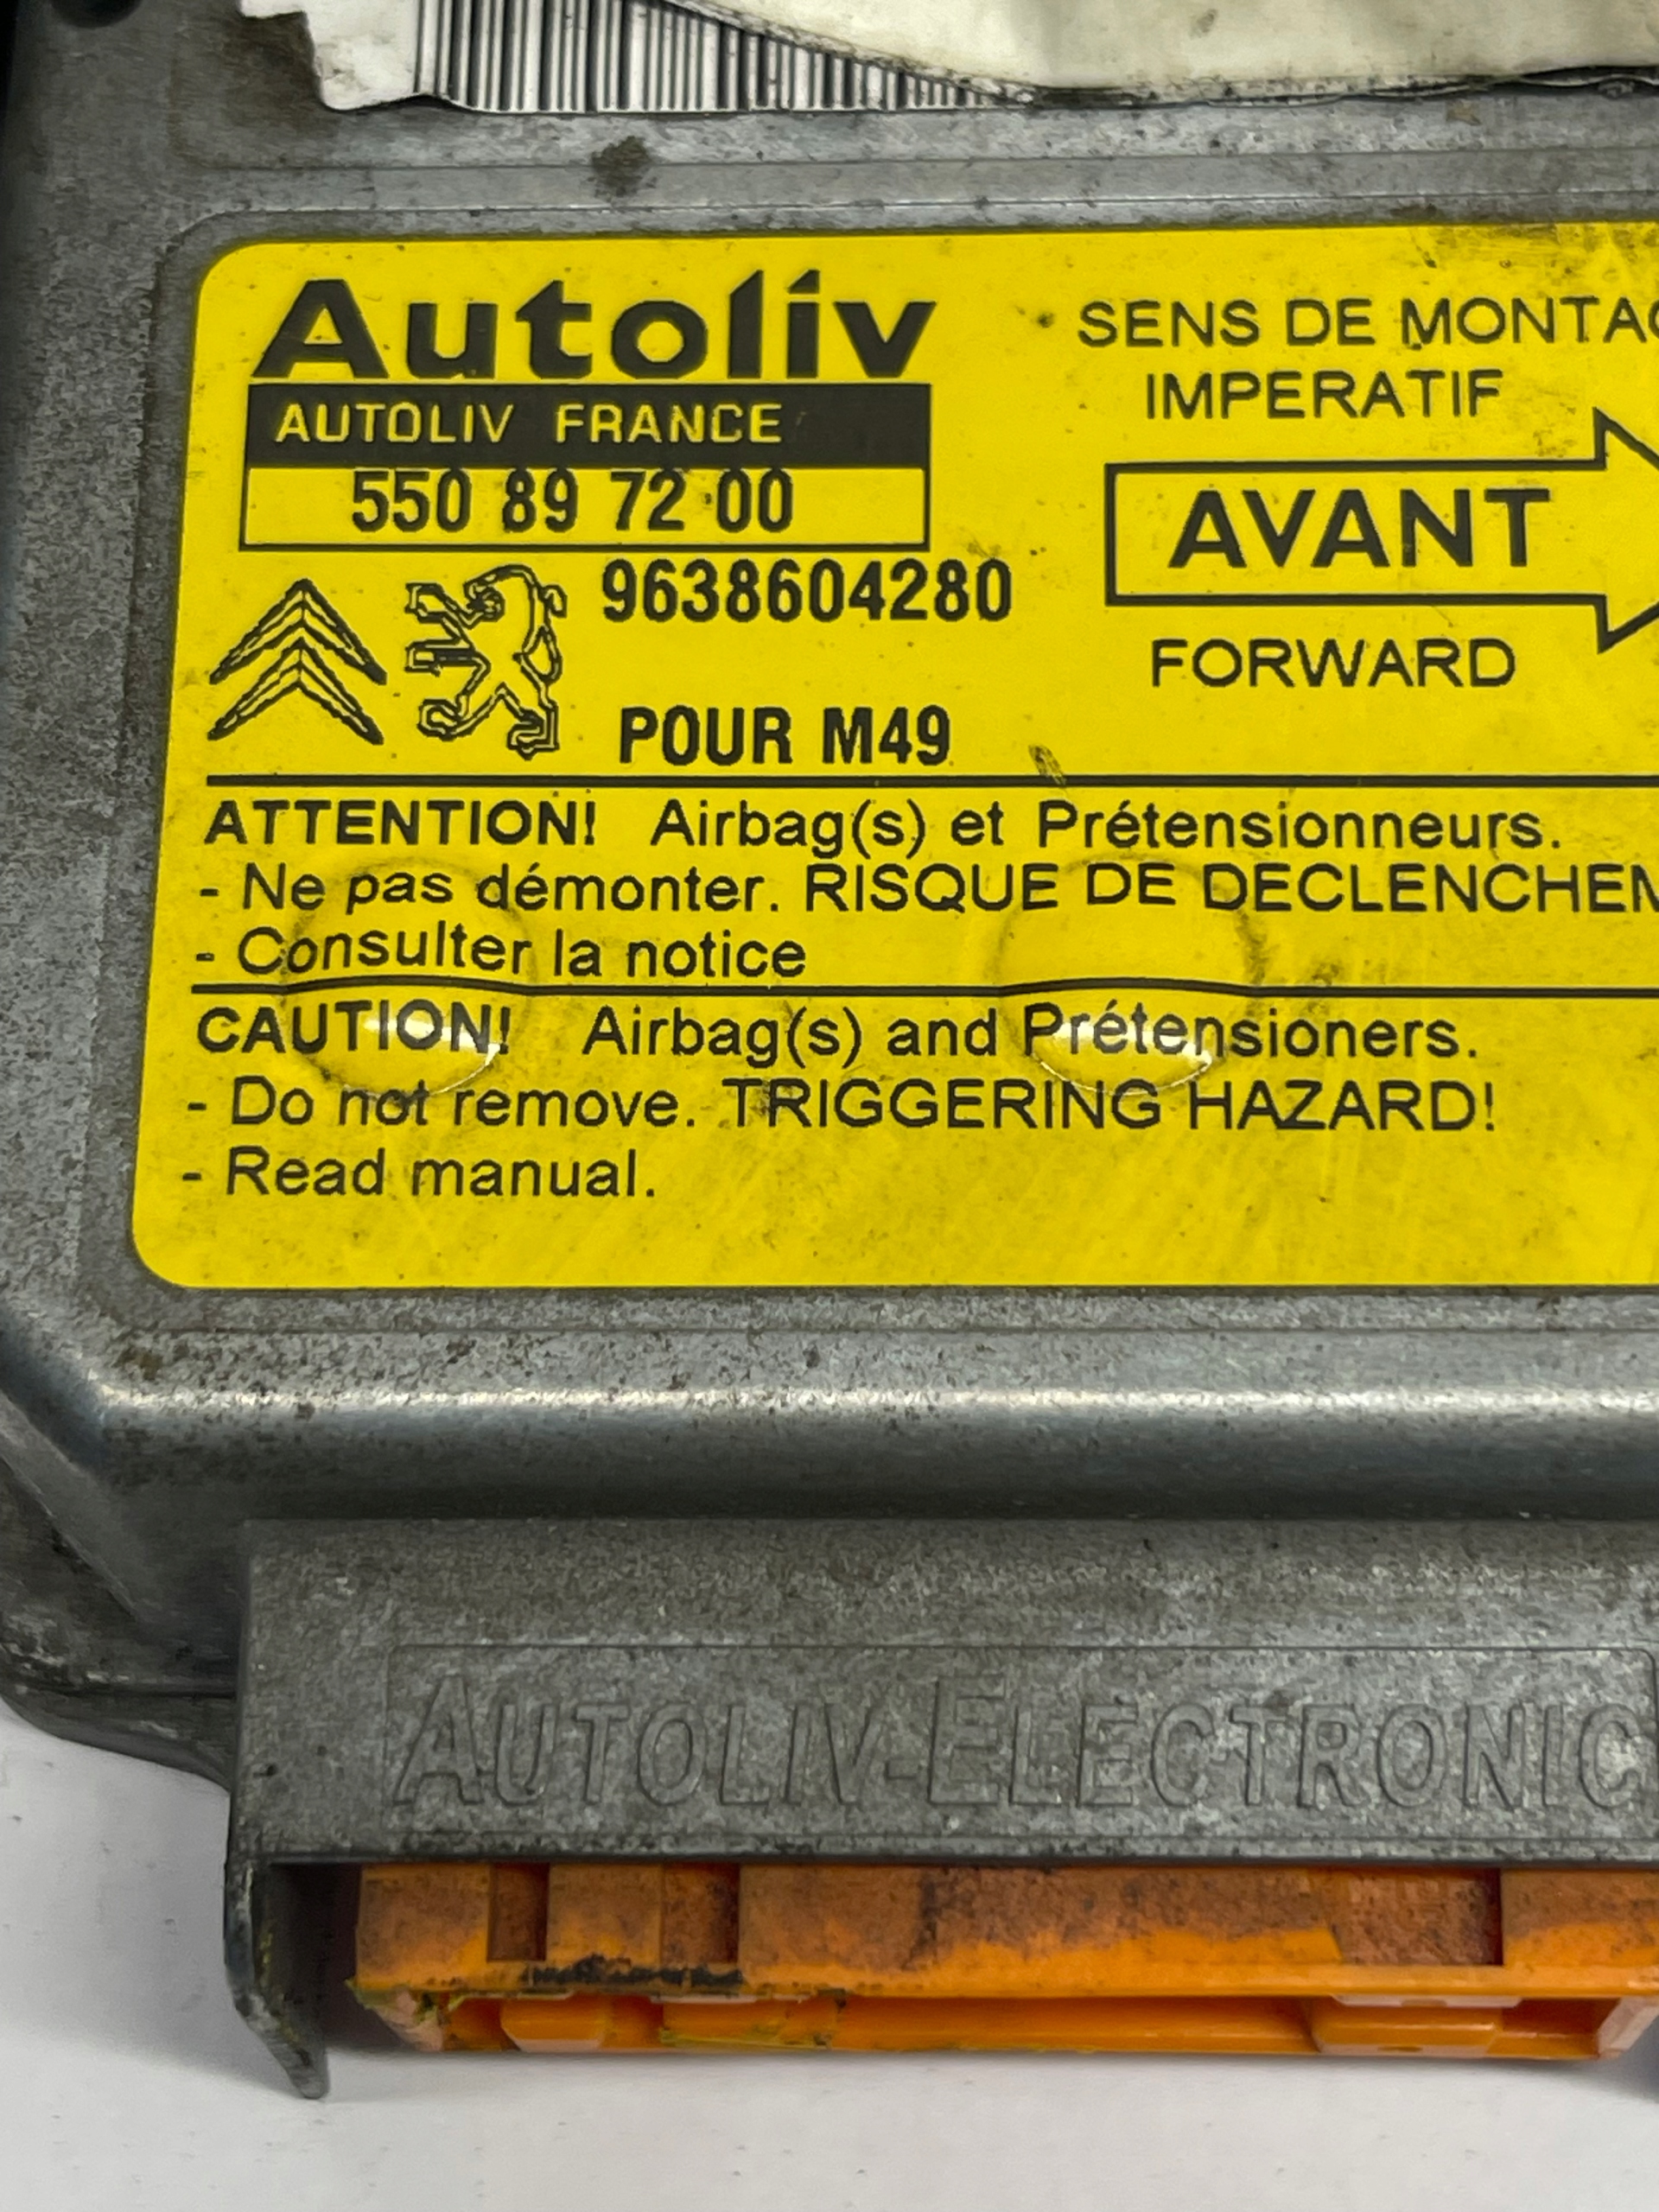 Autoliv
AUTOLIV FRANCE
550 89 72 00
9638604280
POUR M49
SENS DE MONTAG
IMPERATIF
AVANT
FORWARD
ATTENTION! Airbag(s) et Prétensionneurs.
- Ne pas démonter. RISQUE DE DECLENCHEM
- Consulter la notice
CAUTION! Airbag(s) and Prétensioners.
- Do not remove. TRIGGERING HAZARD!
- Read manual.
AUTOLIV-ELECTRONIC